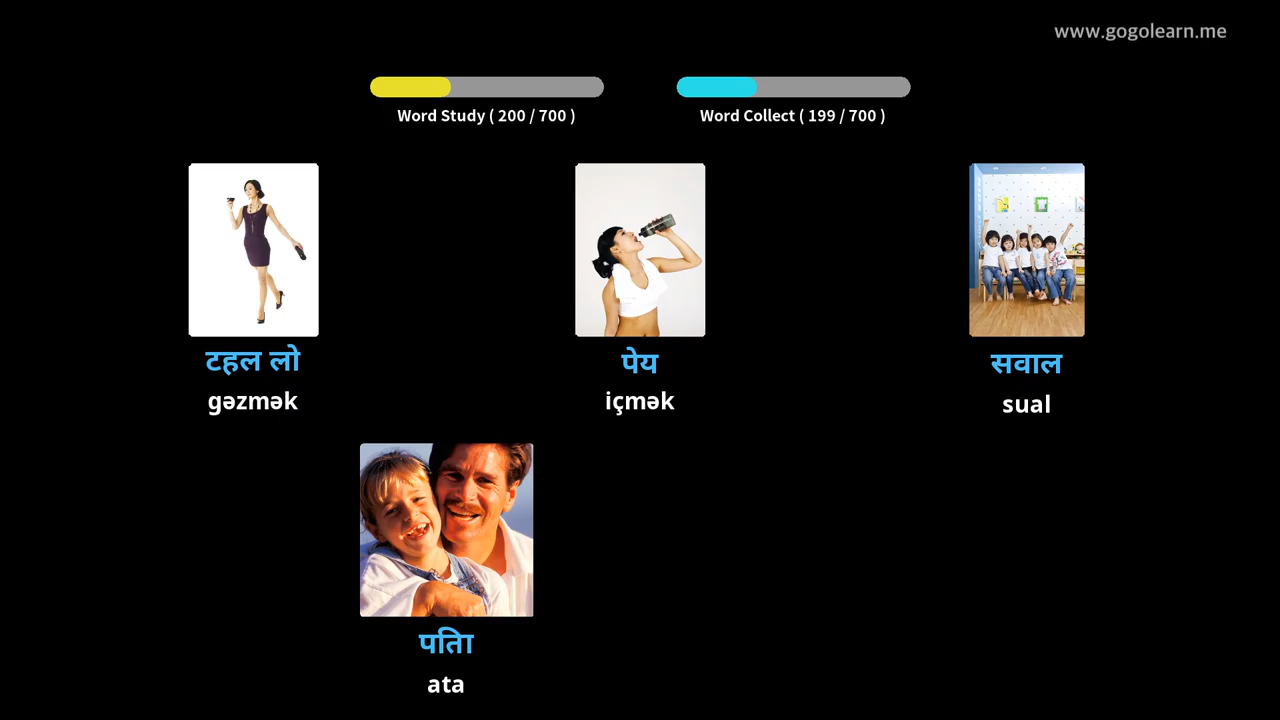 www.gogolearn.me
Word Study ( 200 / 700 )
Word Collect ( 199 / 700 )
टहल लो
gəzmək
पेय
içmək
सवाल
sual
पिता
ata